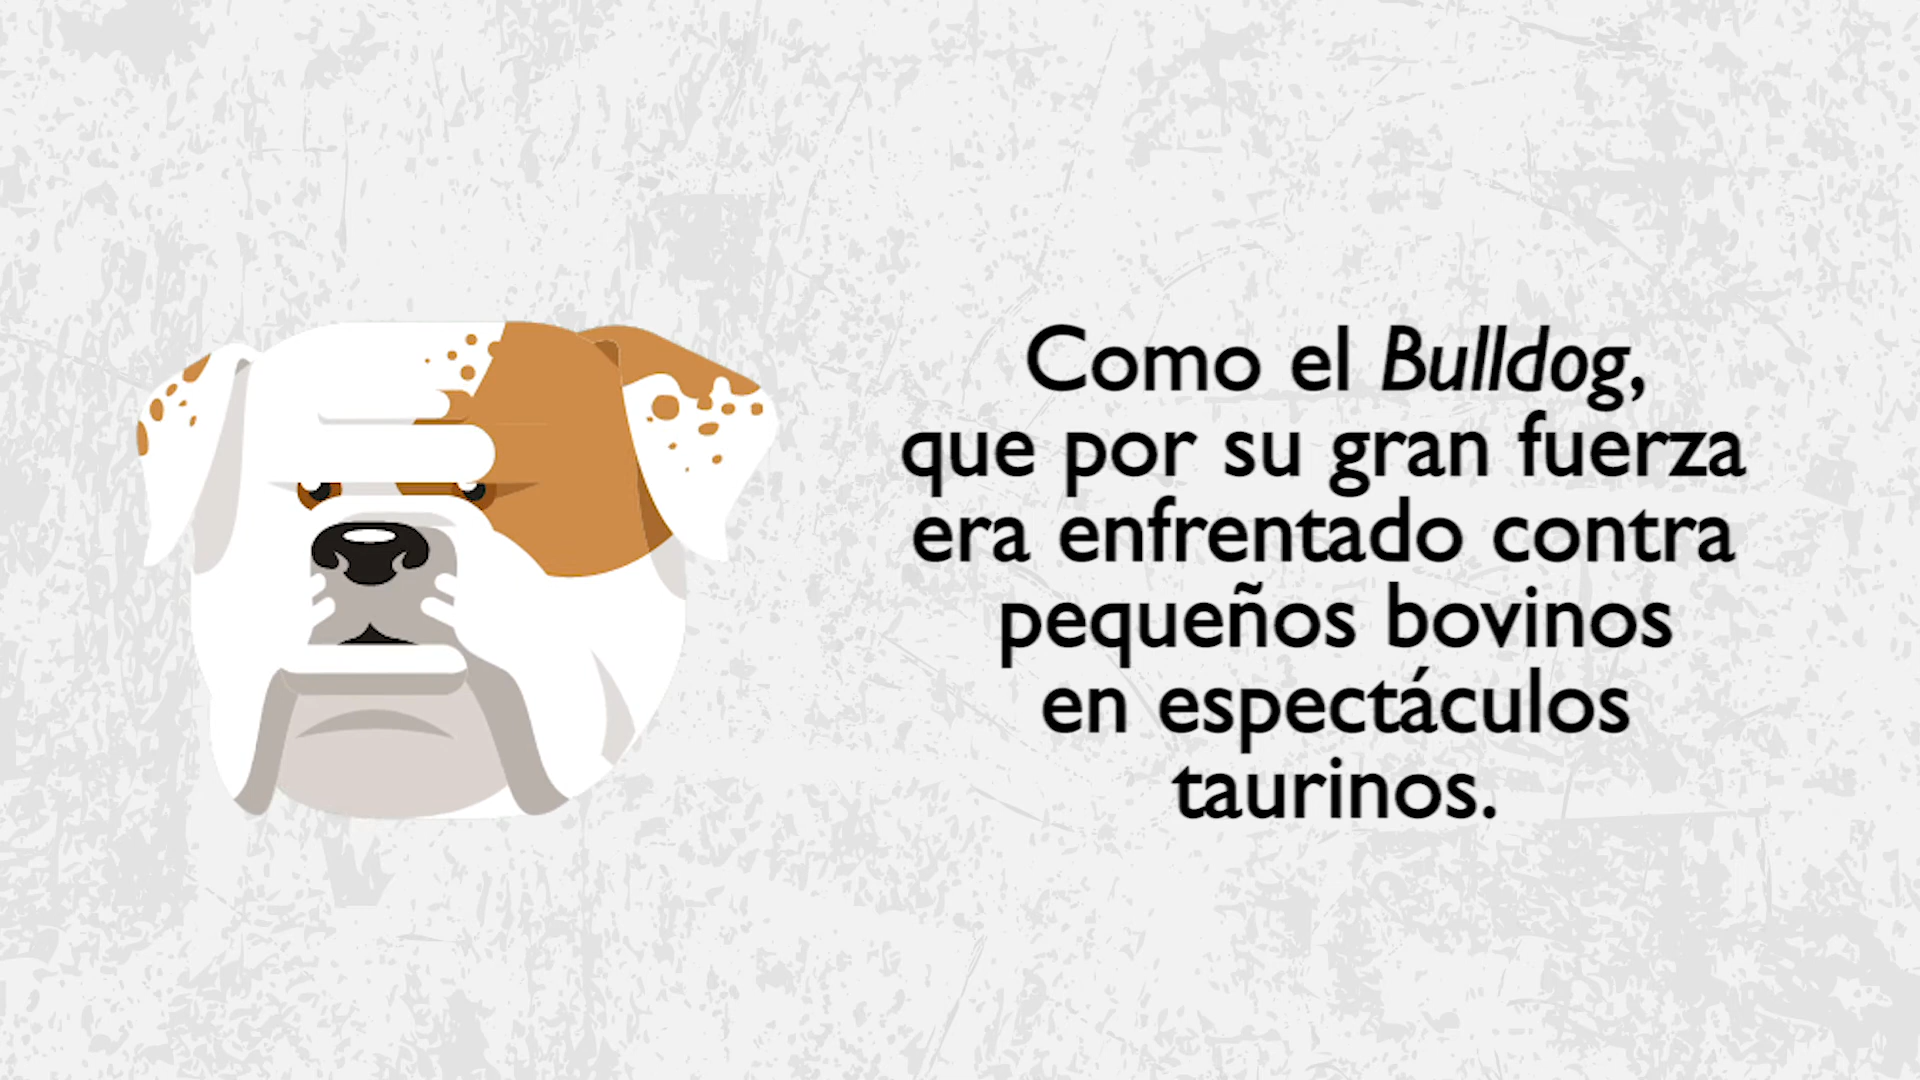 Como el Bulldog,
que por su gran fuerza
era enfrentado contra
pequeños bovinos
en espectáculos
taurinos.